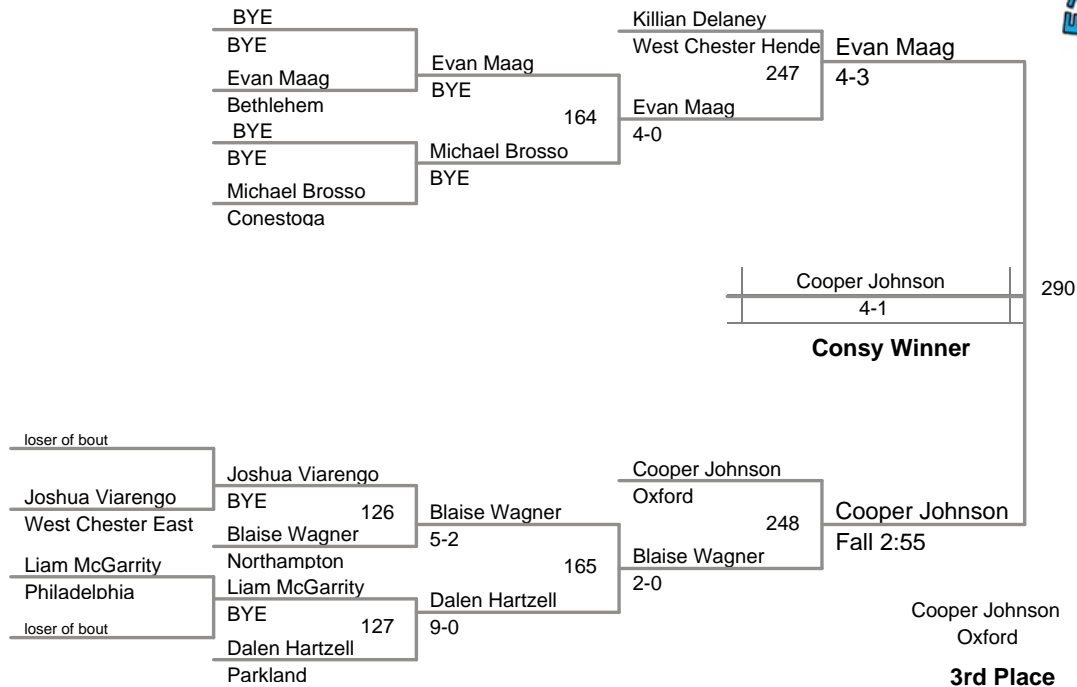 BYE
BYE
Evan Maag
Bethlehem
BYE
BYE
Michael Brosso
Conestoga
Evan Maag
BYE
164
Michael Brosso
BYE
Killian Delaney
West Chester Hende
247
Evan Maag
4-0
Evan Maag
4-3
Cooper Johnson
4-1
290
Consy Winner
loser of bout
Joshua Viarengo
West Chester East
Liam McGarrity
Philadelphia
loser of bout
Joshua Viarengo
BYE
126
Blaise Wagner
Northampton
Liam McGarrity
BYE
127
Dalen Hartzell
Parkland
Blaise Wagner
5-2
165
Dalen Hartzell
9-0
Cooper Johnson
Oxford
248
Blaise Wagner
2-0
Cooper Johnson
Fall 2:55
Cooper Johnson
Oxford
3rd Place